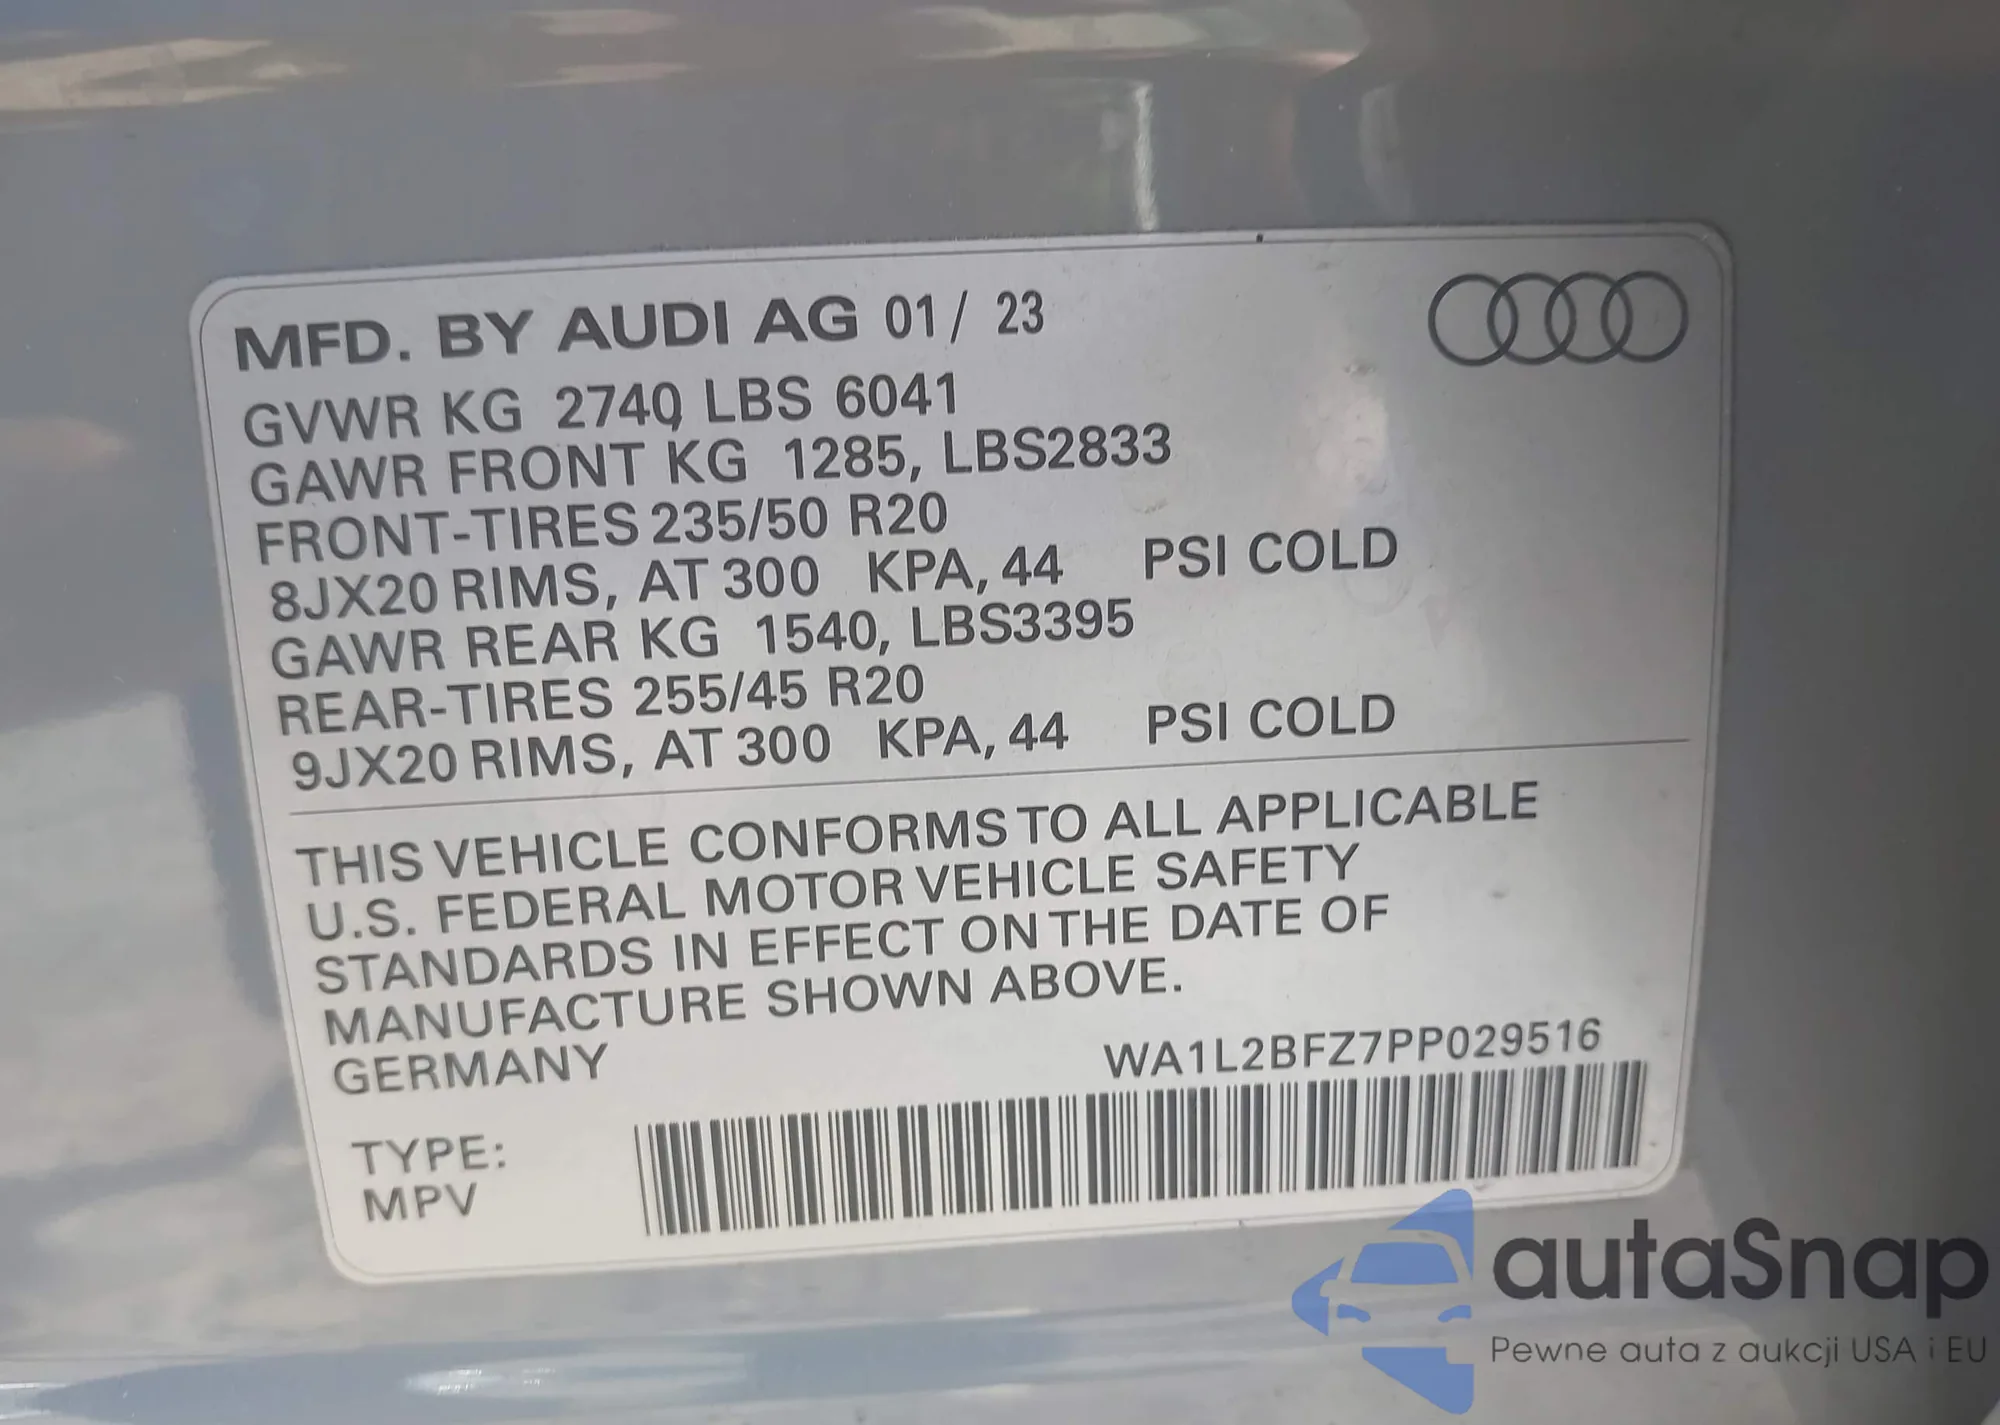 MFD. BY AUDI AG 01/ 23
GVWR KG 2740 LBS 6041
GAWR FRONT KG 1285, LBS2833
FRONT-TIRES 235/50 R20
8JX20 RIMS, AT 300 KPA, 44 PSI COLD
GAWR REAR KG 1540, LBS3395
REAR-TIRES 255/45 R20
9JX20 RIMS, AT 300 KPA, 44 PSI COLD
THIS VEHICLE CONFORMS TO ALL APPLICABLE
U.S. FEDERAL MOTOR VEHICLE SAFETY
STANDARDS IN EFFECT ON THE DATE OF
MANUFACTURE SHOWN ABOVE.
GERMANY
WA1L2BFZ7PP029516
TYPE:
MPV
autaSnap
Pewne auta z aukcji USA i EU